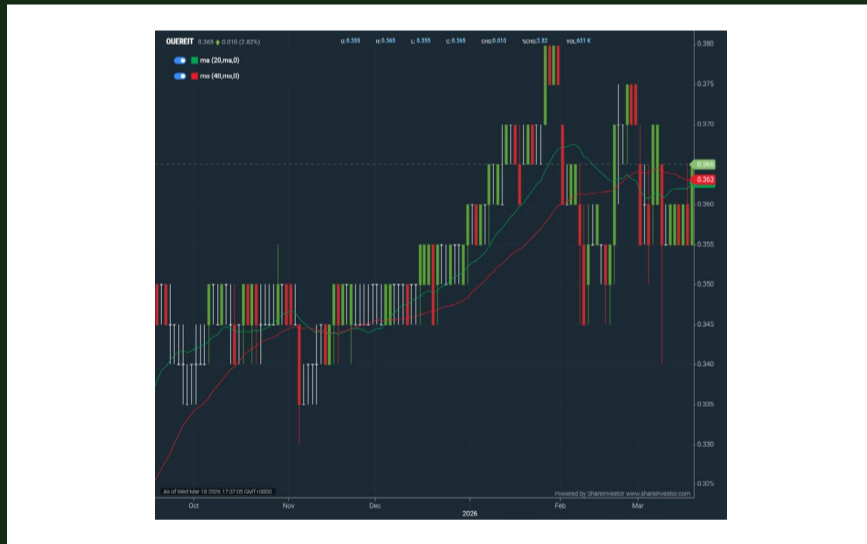 OUEREIT 0.365 0.010 (2.82%) O:0.355 H:0.365 L: 0.355 C:0.365 CHG:0.010 %CHG:2.82 VOL:631 K
ma (20,ma,0)
ma (40,ma,0)
0.380
0.375
0.370
0.365
0.363
0.360
0.355
0.350
0.345
0.340
0.335
0.330
0.325
As of Wed Mar 18 2026 17:37:05 GMT+0800
Powered by ShareInvestor www.shareinvestor.com
Oct Nov Dec 2026 Feb Mar